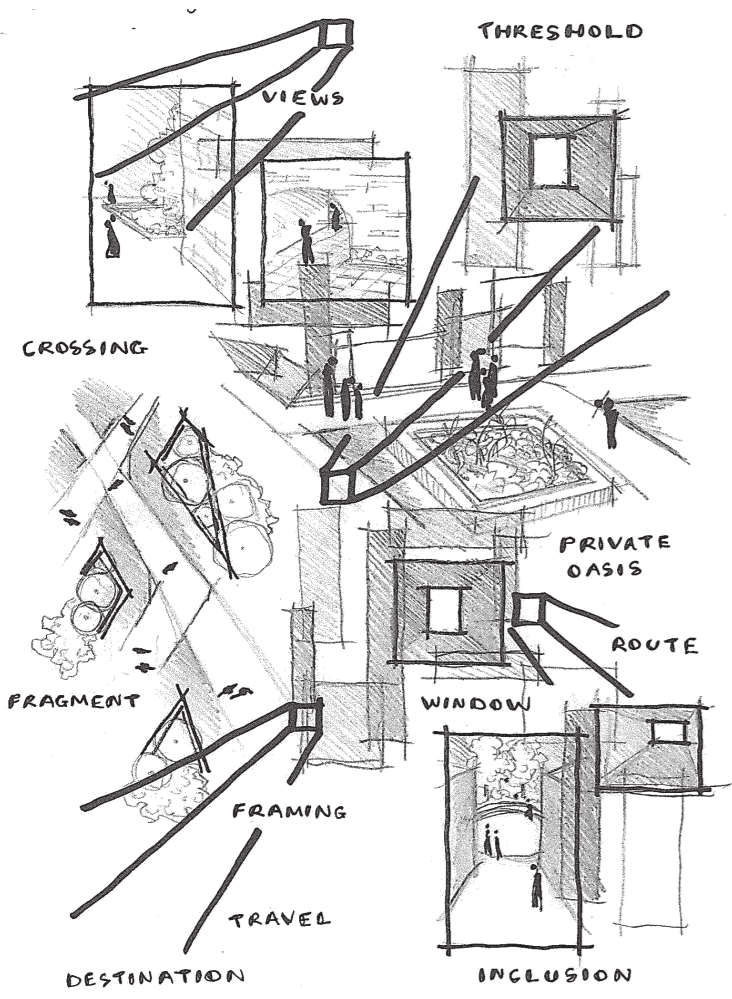 THRESHOLD
VIEWS
CROSSING
PRIVATE
OASIS
ROUTE
FRAGMENT
WINDOW
FRAMING
TRAVEL
DESTINATION
INCLUSION